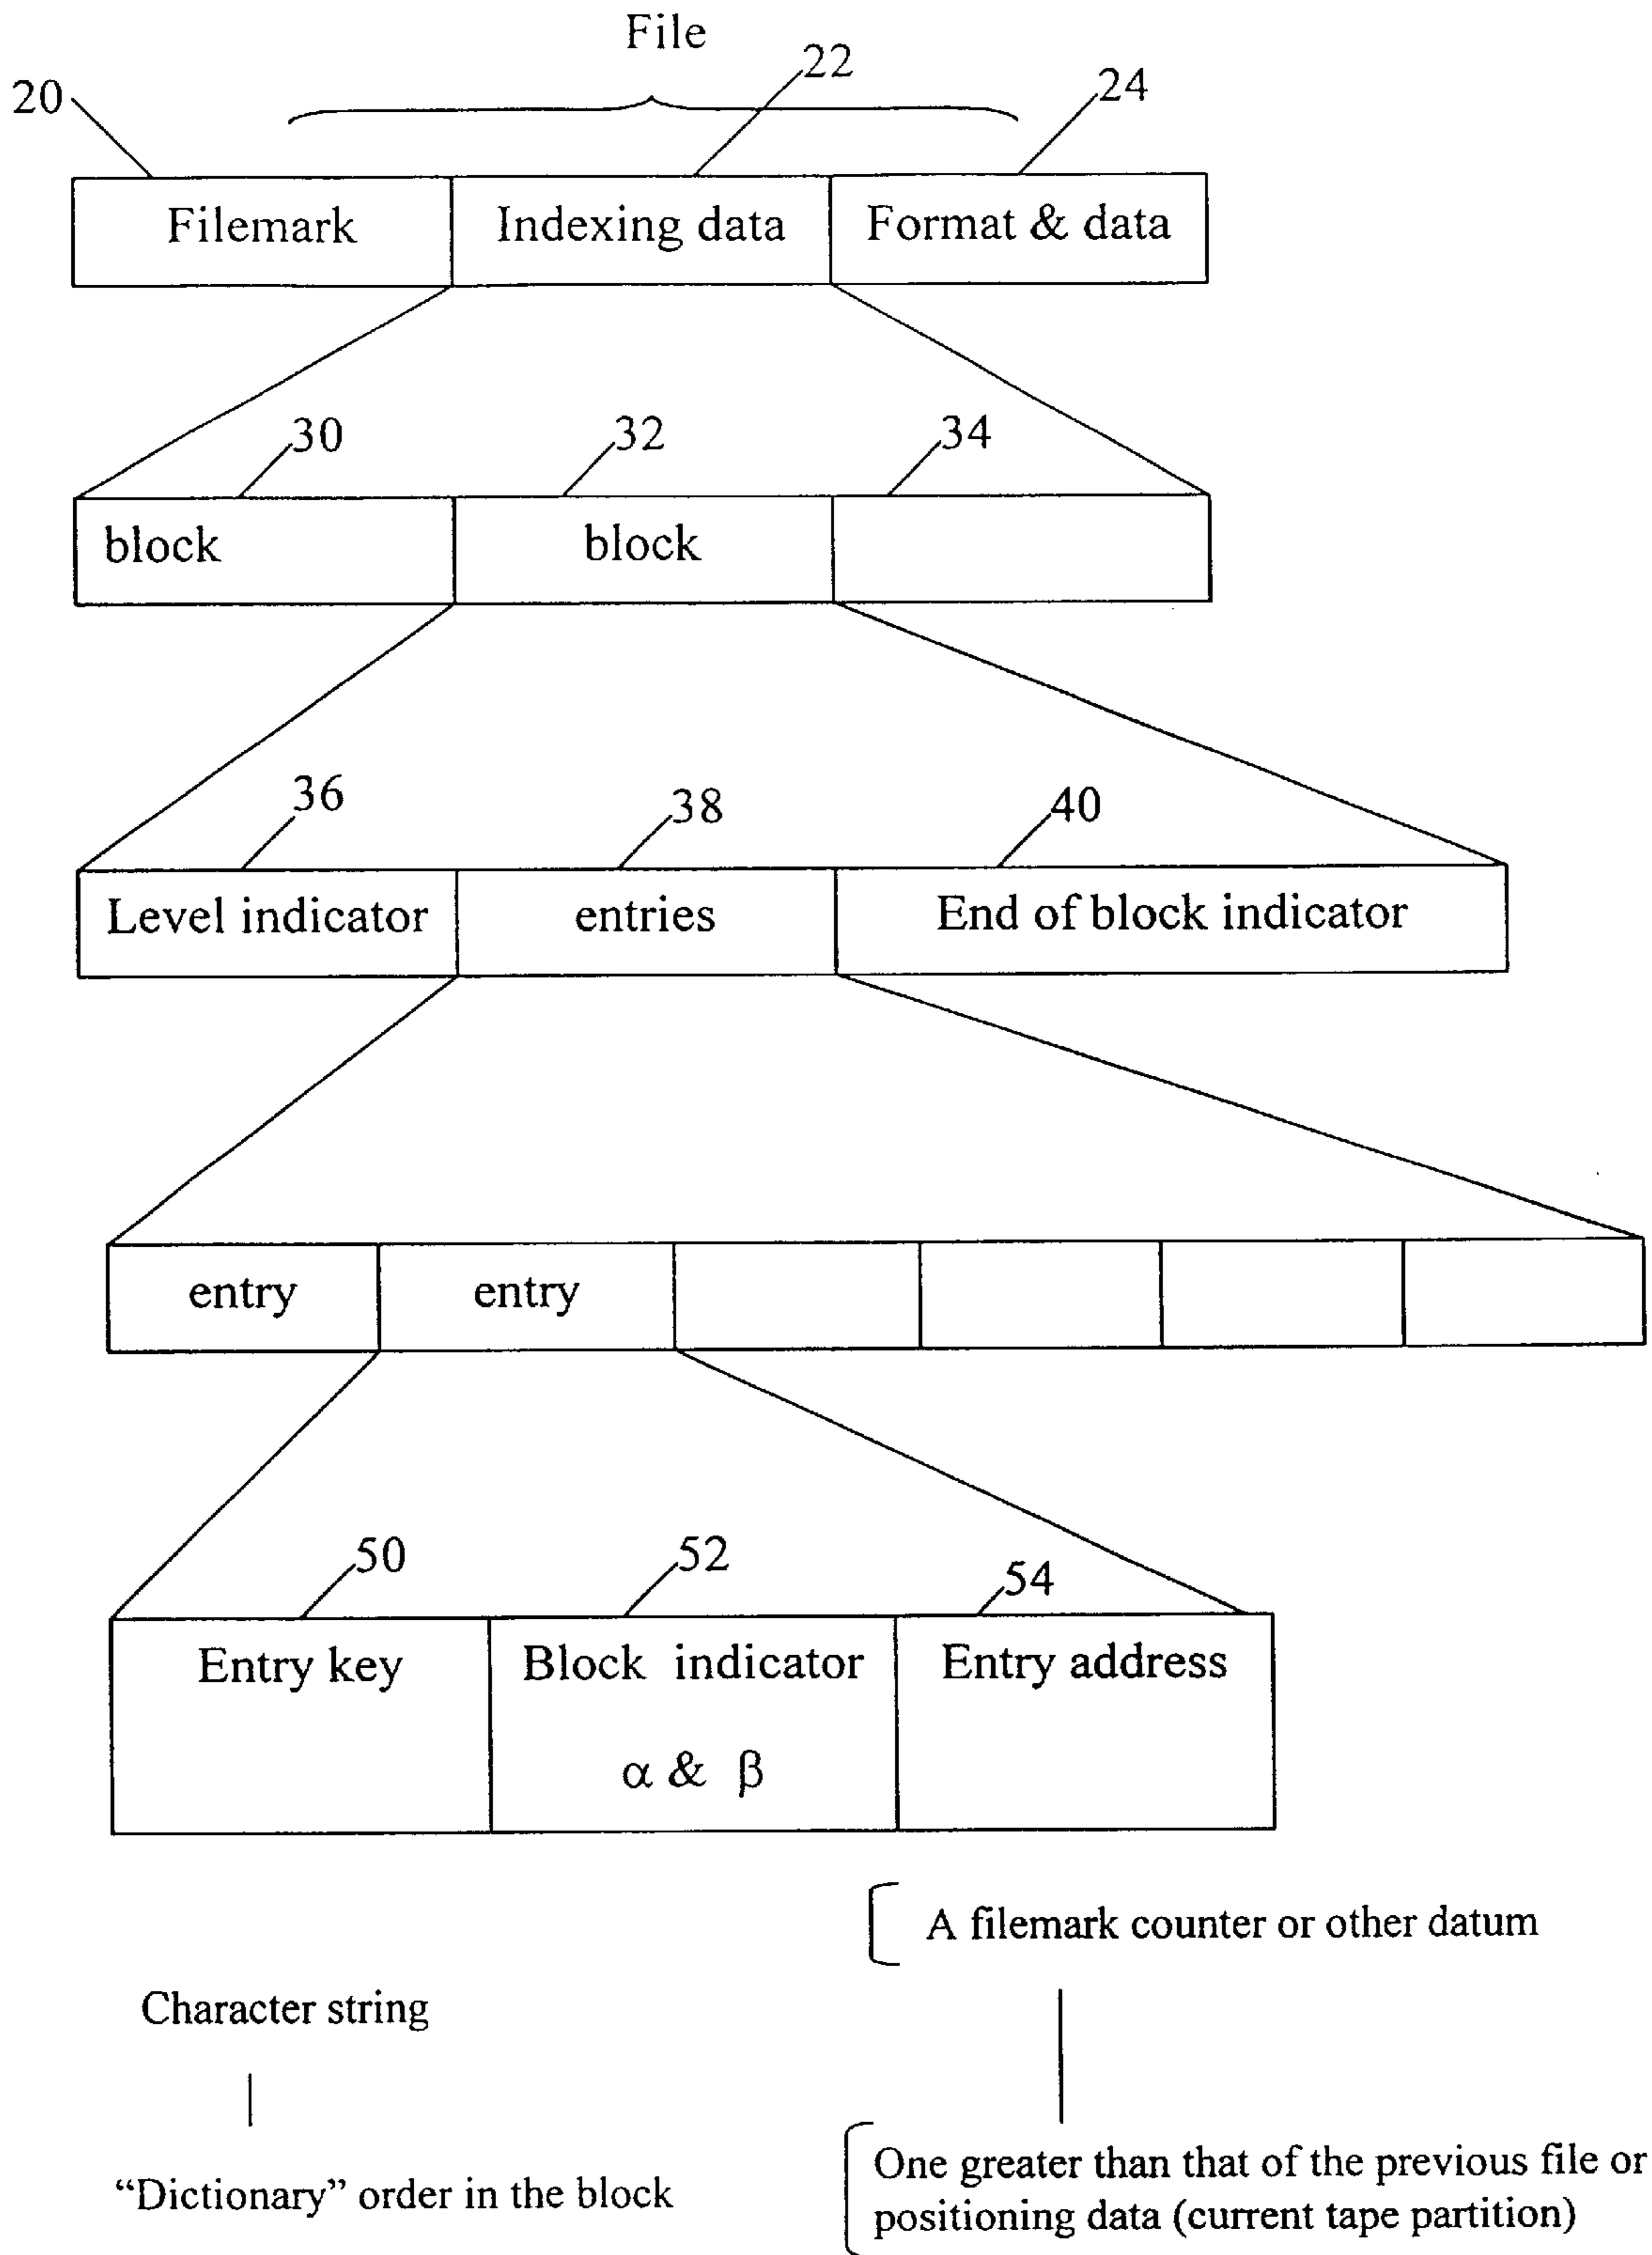 File
20
22
24
Filemark
Indexing data
Format & data
30
32
34
block
block
36
38
40
Level indicator
entries
End of block indicator
entry
entry
50
52
54
Entry key
Block indicator
Entry address
α & β
A filemark counter or other datum
Character string
“Dictionary” order in the block
One greater than that of the previous file or
positioning data (current tape partition)